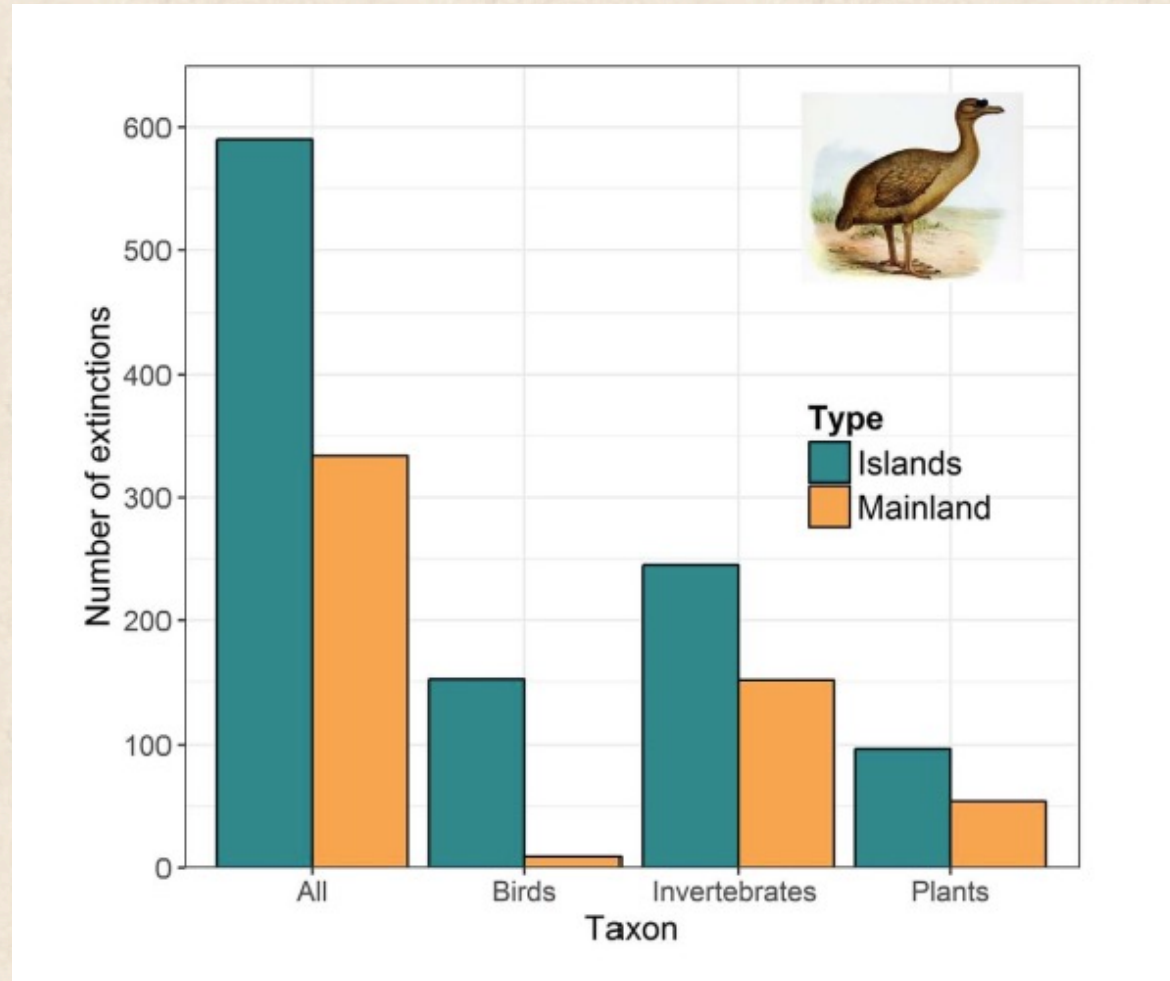 600
500
400
300
200
100
0
Number of extinctions
Type
Islands
Mainland
All Birds Invertebrates Plants
Taxon